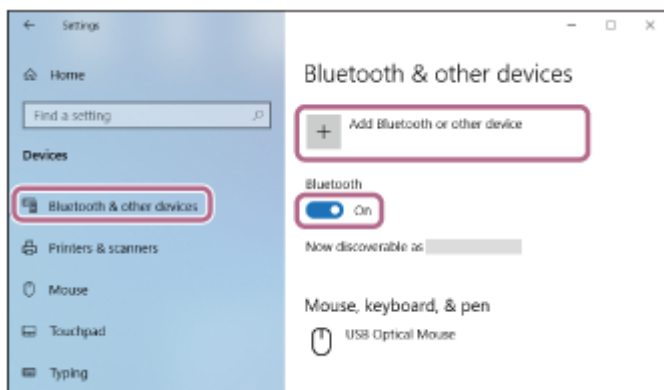 Settings
Home
Find a setting
Devices
Bluetooth & other devices
Printers & scanners
Mouse
Touchpad
Typing
Bluetooth & other devices
Add Bluetooth or other device
Bluetooth
On
Now discoverable as
Mouse, keyboard, & pen
USB Optical Mouse